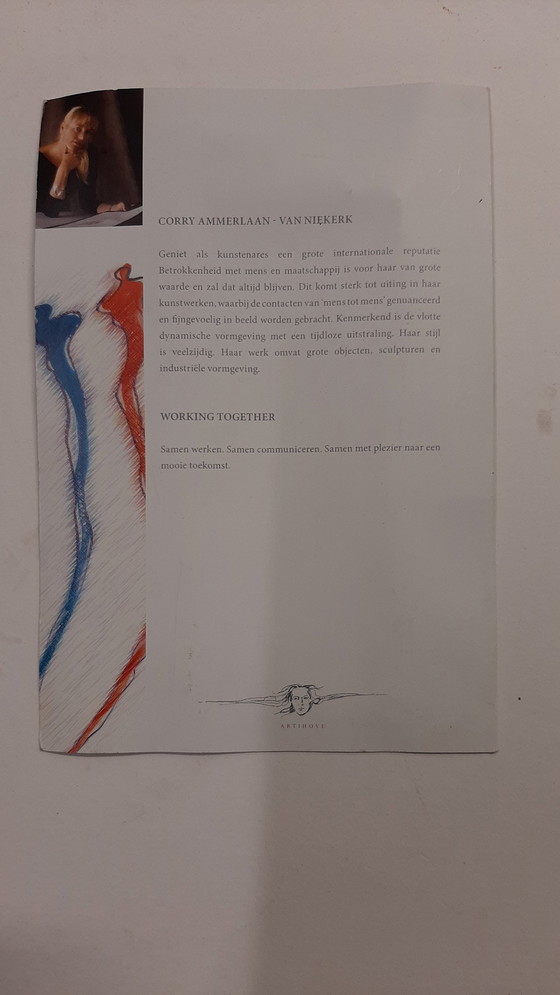 CORRY AMMERLAAN - VAN NIEKERK
Geniet als kunstenares een grote internationale reputatie
Betrokkenheid met mens en maatschappij is voor haar van grote
waarde en zal dat altijd blijven. Dit komt sterk tot uiting in haar
kunstwerken, waarbij de contacten van 'mens tot mens' genuanceerd
en fijngevoelig in beeld worden gebracht. Kenmerkend is de vlotte
dynamische vormgeving met een tijdloze uitstraling. Haar stijl
is veelzijdig. Haar werk omvat grote objecten, sculpturen en
industriële vormgeving.
WORKING TOGETHER
Samen werken. Samen communiceren. Samen met plezier naar een
mooie toekomst.
ARTIHOVE